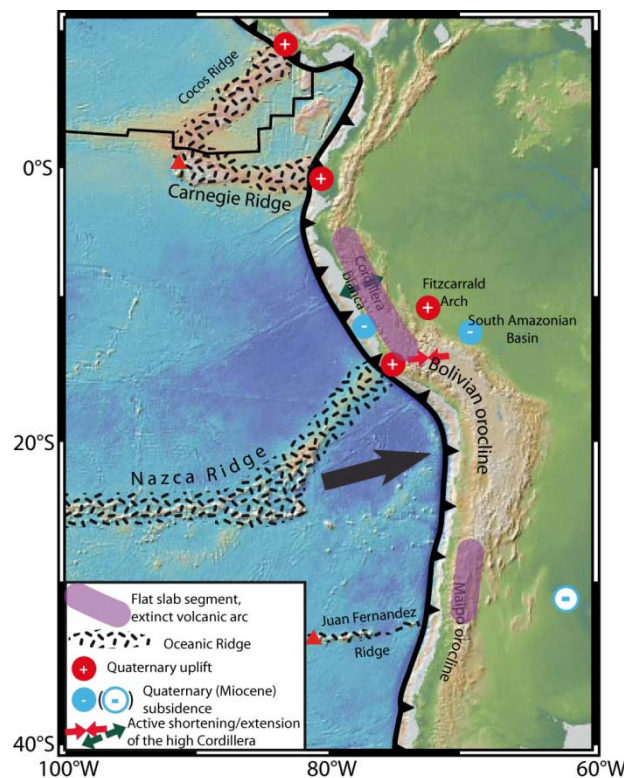 Cocos Ridge
0°S
Carnegie Ridge
Cordillera
blanca
Fitzcarrald
Arch
South Amazonian
Basin
Bolivian orocline
20°S
Nazca Ridge
Maipo orocline
Juan Fernandez
Ridge
Flat slab segment,
extinct volcanic arc
Oceanic Ridge
+ Quaternary uplift
- (-) Quaternary (Miocene)
subsidence
Active shortening/extension
of the high Cordillera
40°S
100°W
80°W
60°W